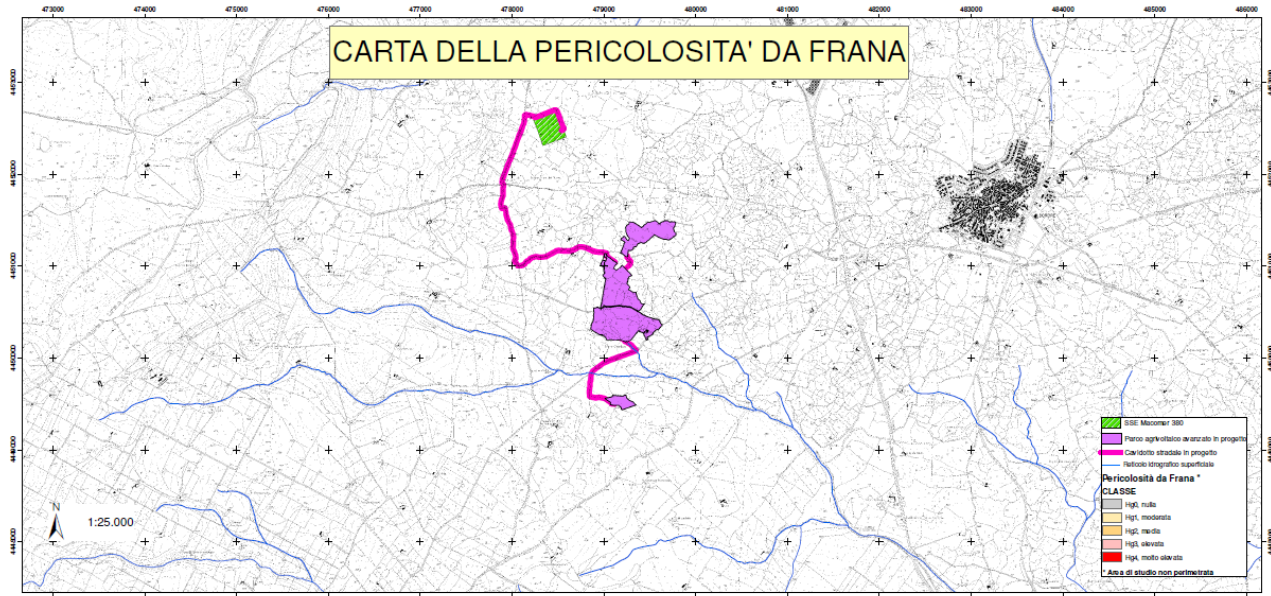 473000 474000 475000 476000 477000 478000 479000 480000 481000 482000 483000 484000 485000 486000
CARTA DELLA PERICOLOSITA' DA FRANA
SSE Macomer 380
Parco agrivoltaico avanzato in progetto
Cavidotto stradale in progetto
Reticolo idrografico superficiale
Pericolosità da Frana *
CLASSE
Hg0, nulla
Hg1, moderata
Hg2, media
Hg3, elevata
Hg4, molto elevata
* Area di studio non perimetrata
N
1:25.000